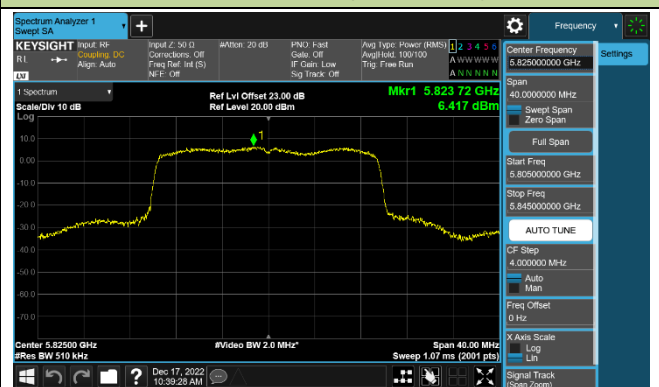 Spectrum Analyzer 1
Swept SA
Frequency
KEYSIGHT
RL
LXI
Input: RF
Coupling: DC
Align: Auto
Input Z: 50 Ω
Corrections: Off
Freq Ref: Int (S)
NFE: Off
#Atten: 20 dB
PNO: Fast
Gate: Off
IF Gain: Low
Sig Track: Off
Avg Type: Power (RMS)
Avg|Hold: 100/100
Trig: Free Run
1 2 3 4 5 6
A W W W W W
A N N N N N
1 Spectrum
Scale/Div 10 dB
Log
Ref Lvl Offset 23.00 dB
Ref Level 20.00 dBm
Mkr1 5.823 72 GHz
6.417 dBm
1
10.0
0.00
-10.0
-20.0
-30.0
-40.0
-50.0
-60.0
-70.0
Center 5.82500 GHz
#Res BW 510 kHz
#Video BW 2.0 MHz*
Span 40.00 MHz
Sweep 1.07 ms (2001 pts)
Dec 17, 2022
10:39:28 AM
Center Frequency
5.825000000 GHz
Settings
Span
40.0000000 MHz
Swept Span
Zero Span
Full Span
Start Freq
5.805000000 GHz
Stop Freq
5.845000000 GHz
AUTO TUNE
CF Step
4.000000 MHz
Auto
Man
Freq Offset
0 Hz
X Axis Scale
Log
Lin
Signal Track
(Span Zoom)